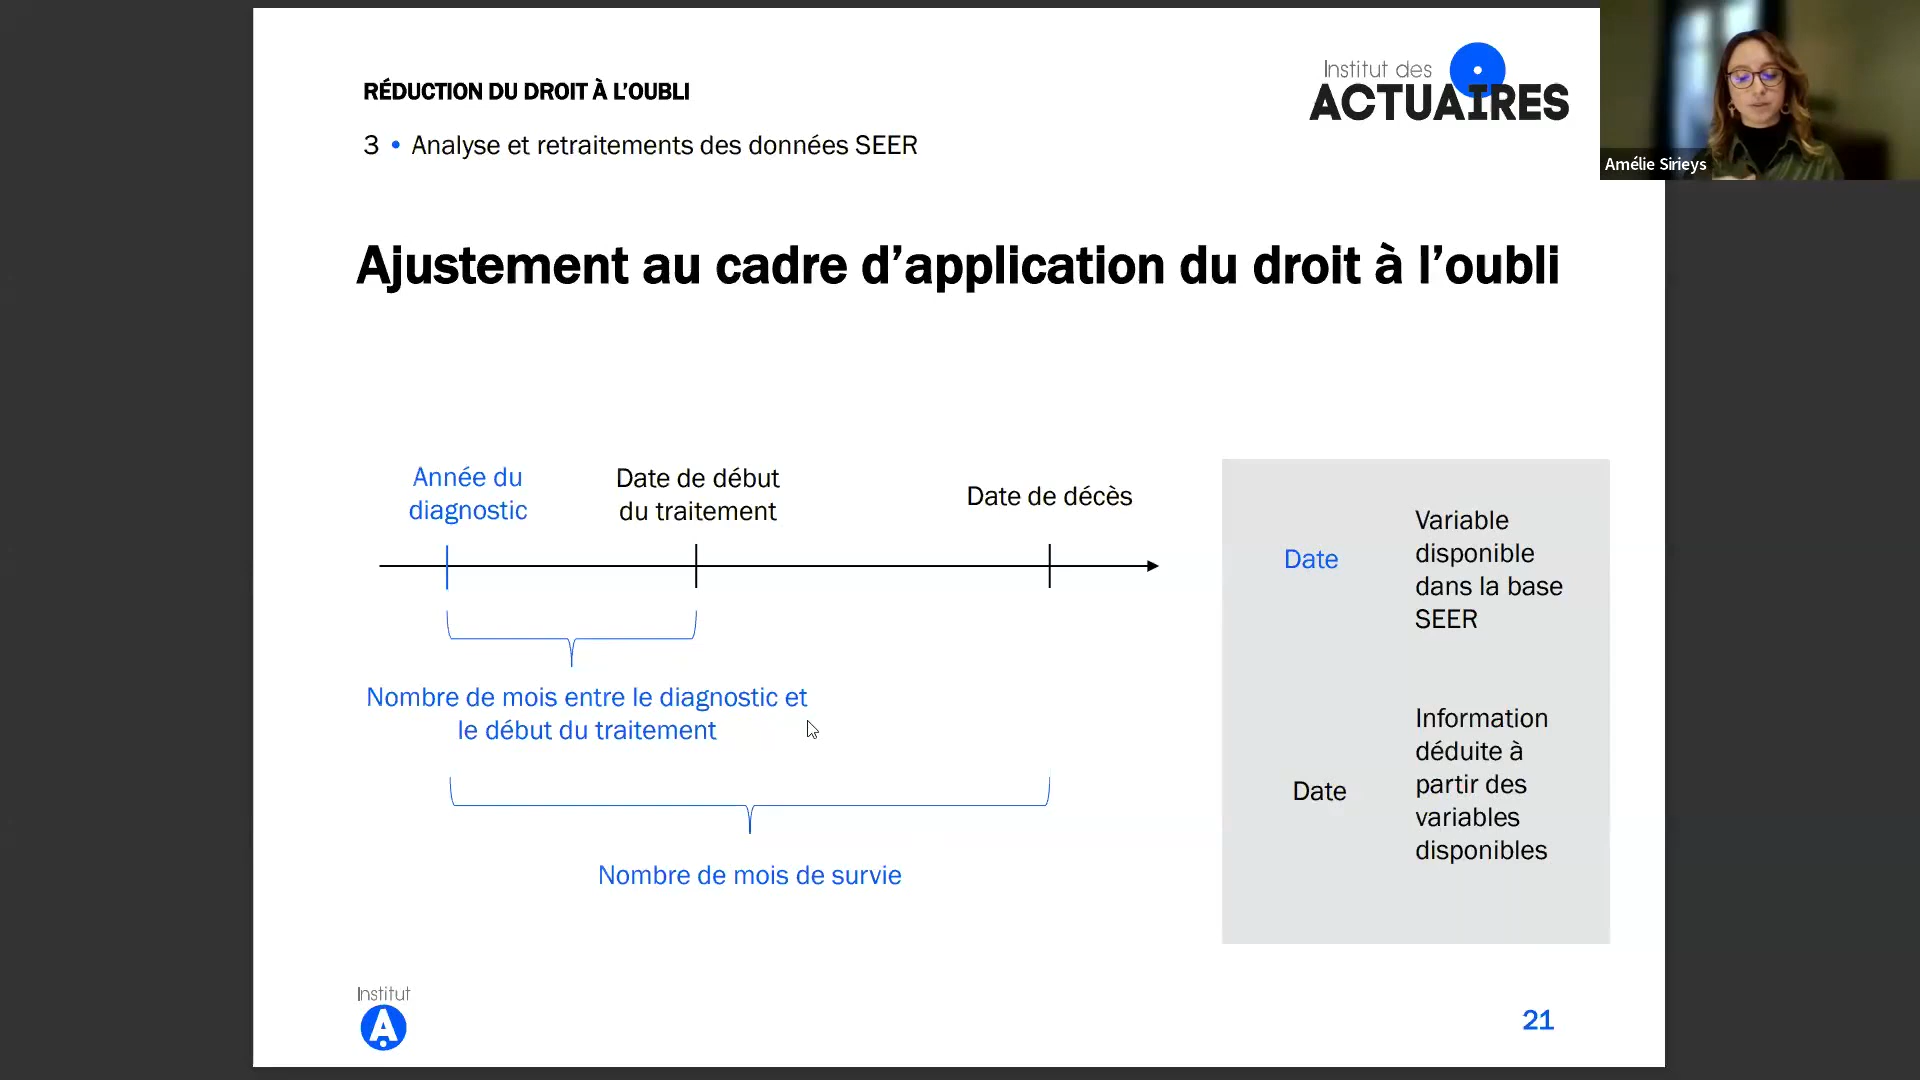 RÉDUCTION DU DROIT À L’OUBLI
3 • Analyse et retraitements des données SEER
Institut des
ACTUAIRES
Amélie Sirieys
Ajustement au cadre d’application du droit à l’oubli
Année du
diagnostic
Date de début
du traitement
Date de décès
Nombre de mois entre le diagnostic et
le début du traitement
Nombre de mois de survie
Date
Variable
disponible
dans la base
SEER
Date
Information
déduite à
partir des
variables
disponibles
Institut
A
21